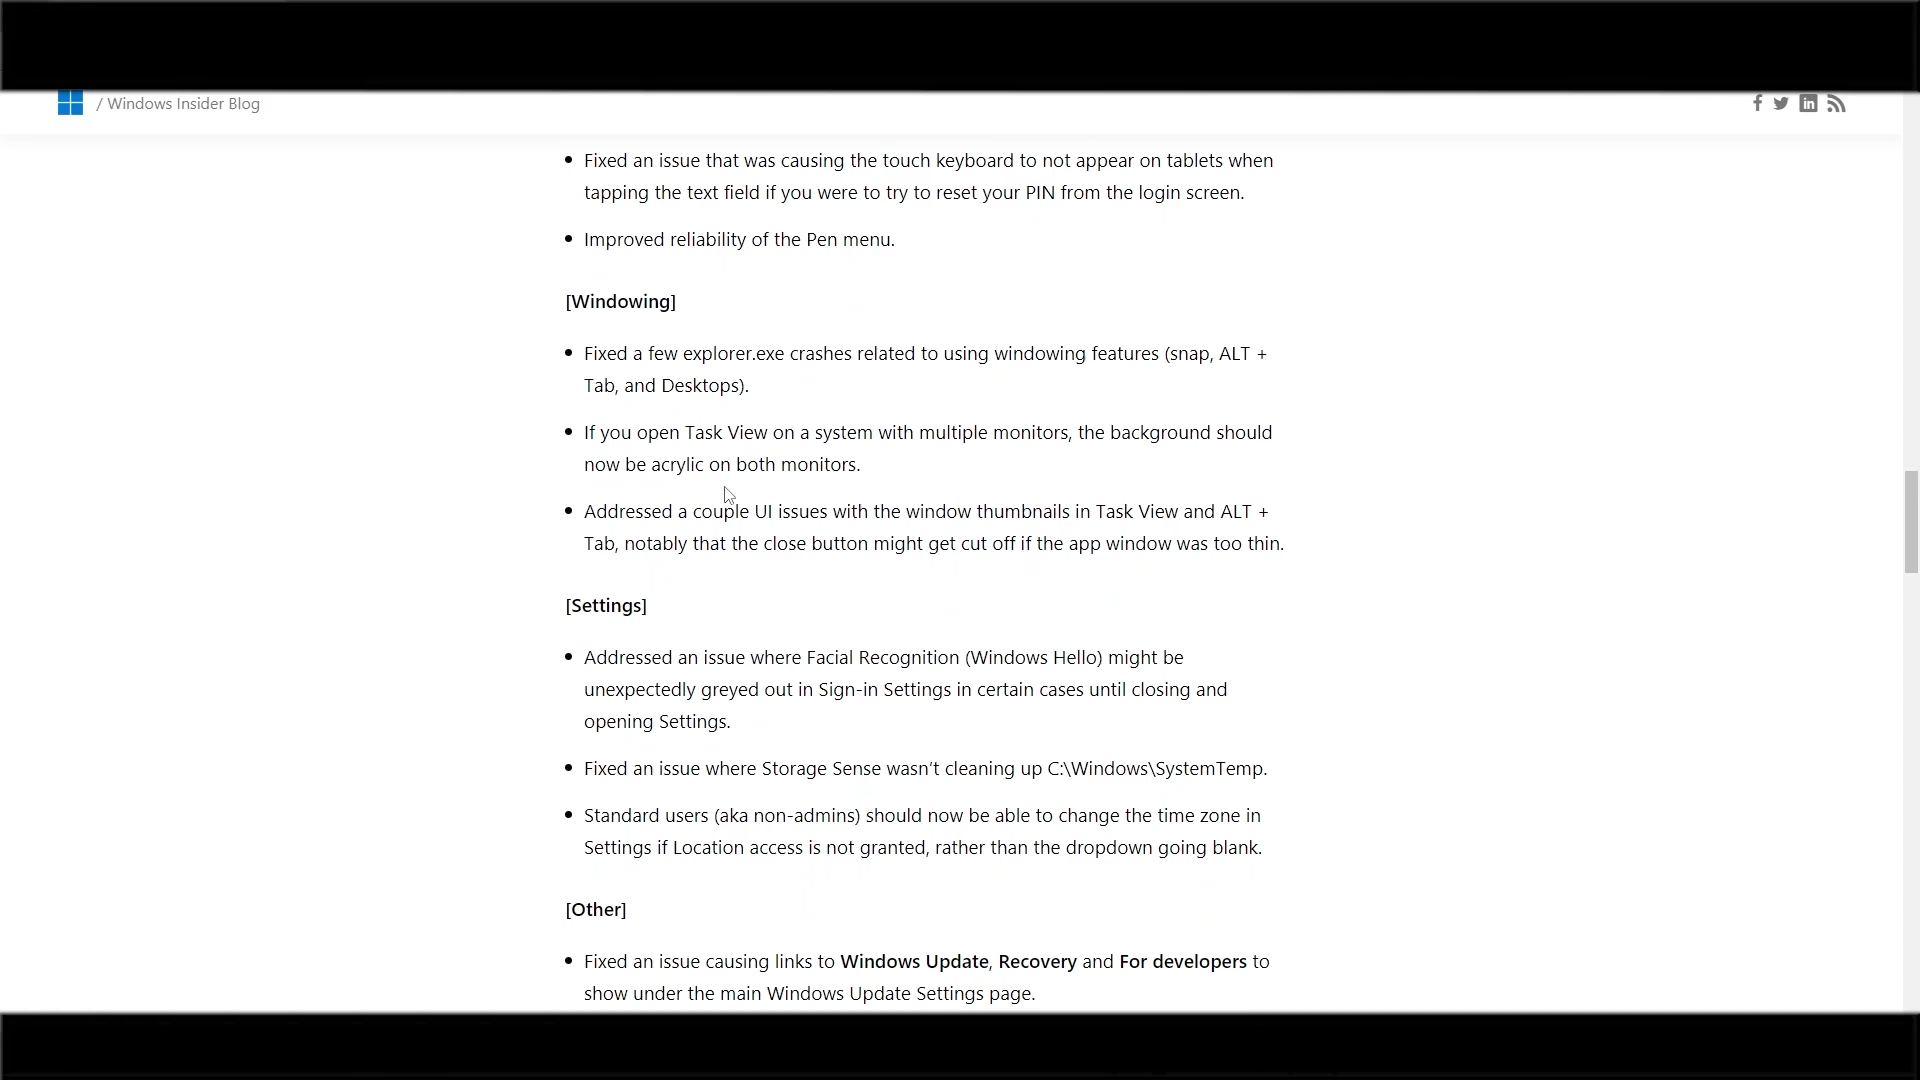 / Windows Insider Blog
Fixed an issue that was causing the touch keyboard to not appear on tablets when
tapping the text field if you were to try to reset your PIN from the login screen.
Improved reliability of the Pen menu.
[Windowing]
Fixed a few explorer.exe crashes related to using windowing features (snap, ALT +
Tab, and Desktops).
If you open Task View on a system with multiple monitors, the background should
now be acrylic on both monitors.
Addressed a couple UI issues with the window thumbnails in Task View and ALT +
Tab, notably that the close button might get cut off if the app window was too thin.
[Settings]
Addressed an issue where Facial Recognition (Windows Hello) might be
unexpectedly greyed out in Sign-in Settings in certain cases until closing and
opening Settings.
Fixed an issue where Storage Sense wasn’t cleaning up C:\Windows\SystemTemp.
Standard users (aka non-admins) should now be able to change the time zone in
Settings if Location access is not granted, rather than the dropdown going blank.
[Other]
Fixed an issue causing links to Windows Update, Recovery and For developers to
show under the main Windows Update Settings page.